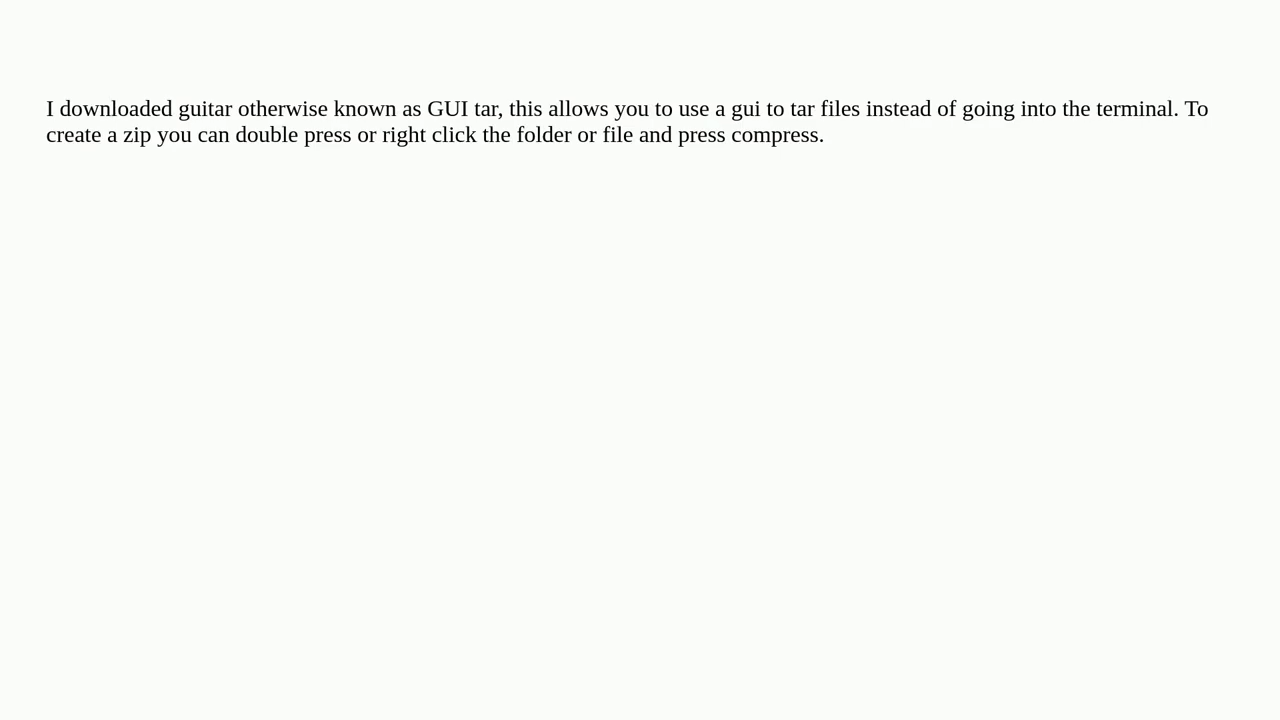 I downloaded guitar otherwise known as GUI tar, this allows you to use a gui to tar files instead of going into the terminal. To
create a zip you can double press or right click the folder or file and press compress.